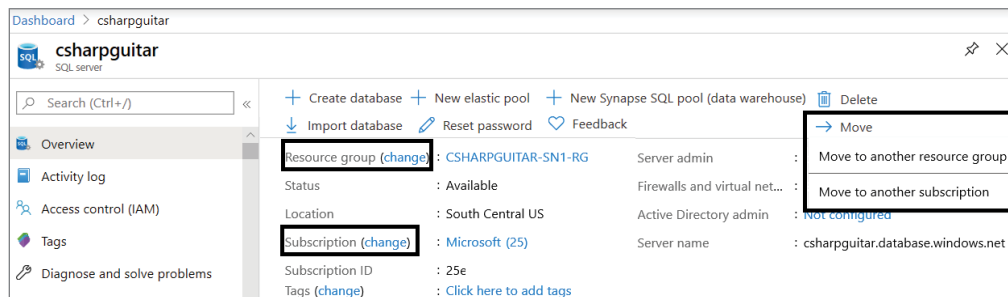 Dashboard > csharpguitar
csharpguitar
SQL server
Search (Ctrl+/)
Overview
Activity log
Access control (IAM)
Tags
Diagnose and solve problems
+ Create database + New elastic pool + New Synapse SQL pool (data warehouse) Delete
Import database Reset password Feedback
→ Move
Move to another resource group
Move to another subscription
Resource group (change) : CSHARPGUITAR-SN1-RG
Status : Available
Location : South Central US
Subscription (change) : Microsoft (25)
Subscription ID : 25e
Tags (change) : Click here to add tags
Server admin :
Firewalls and virtual net... :
Active Directory admin : Not configured
Server name : csharpguitar.database.windows.net